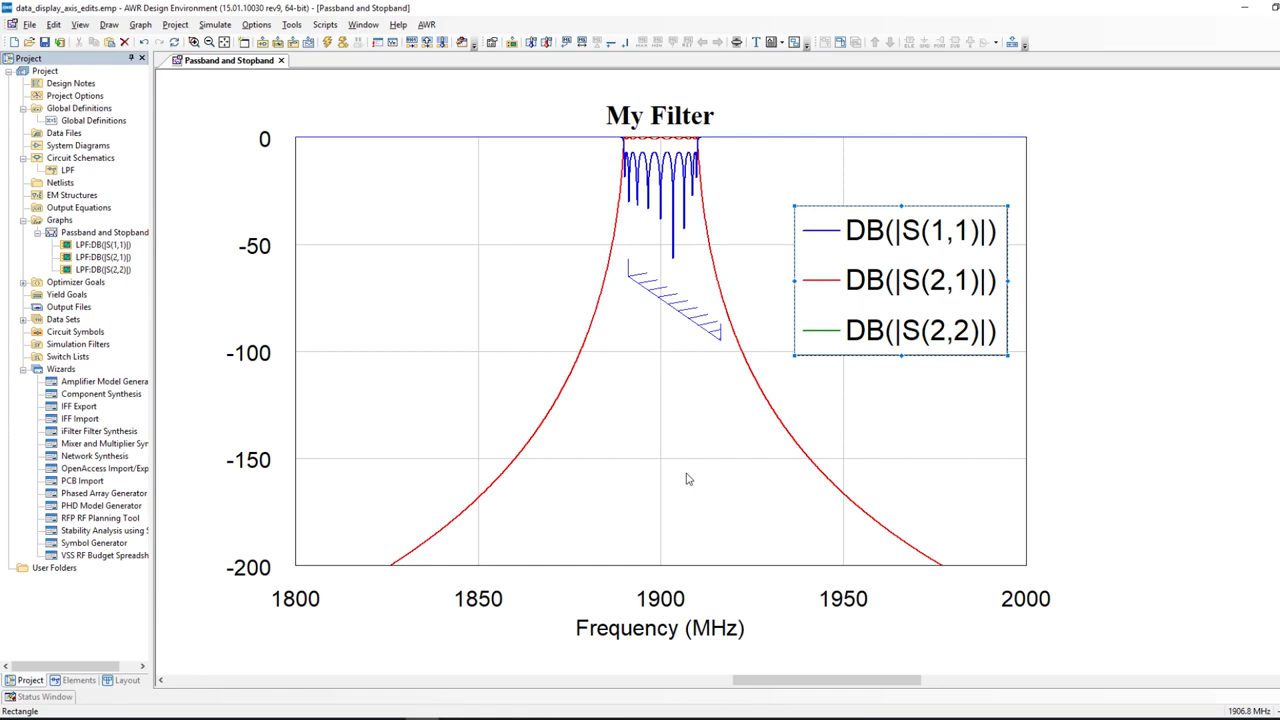 data_display_axis_edits.emp - AWR Design Environment (15.01.10030 rev9, 64-bit) - [Passband and Stopband]
File Edit View Draw Graph Project Simulate Options Tools Scripts Window Help AWR
Project
Passband and Stopband
Project
Design Notes
Project Options
Global Definitions
Global Definitions
Data Files
System Diagrams
Circuit Schematics
LPF
Netlists
EM Structures
Output Equations
Graphs
Passband and Stopband
LPF:DB(|S(1,1)|)
LPF:DB(|S(2,1)|)
LPF:DB(|S(2,2)|)
Optimizer Goals
Yield Goals
Output Files
Data Sets
Circuit Symbols
Simulation Filters
Switch Lists
Wizards
Amplifier Model Genera
Component Synthesis
IFF Export
IFF Import
iFilter Filter Synthesis
Mixer and Multiplier Syn
Network Synthesis
OpenAccess Import/Exp
PCB Import
Phased Array Generator
PHD Model Generator
RFP RF Planning Tool
Stability Analysis using S
Symbol Generator
VSS RF Budget Spreadsh
User Folders
My Filter
0
-50
-100
-150
-200
1800 1850 1900 1950 2000
Frequency (MHz)
DB(|S(1,1)|)
DB(|S(2,1)|)
DB(|S(2,2)|)
Project Elements Layout
Status Window
Rectangle
1906.8 MHz